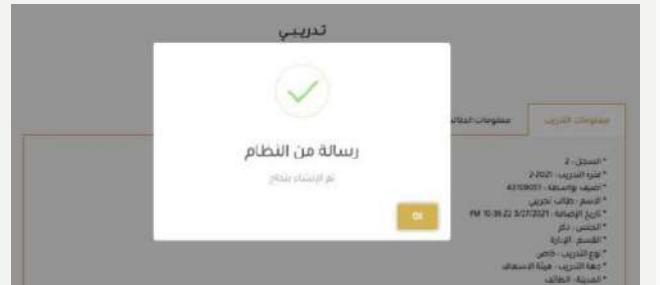 تدريبي
معلومات التدريب
معلومات الطالب
رسالة من النظام
تم الإنشاء بنجاح
* السجل : 2
* فترة التدريب : 2021-2
* أضيف بواسطة : 43109051
* الاسم : طالب تجريبي
* تاريخ الإضافة : 3/27/2021 10:36:22 PM
* الجنس : ذكر
* القسم : الإدارة
* نوع التدريب : خاص
* جهة التدريب : هيئة الاسعاف
* المدينة : الطائف